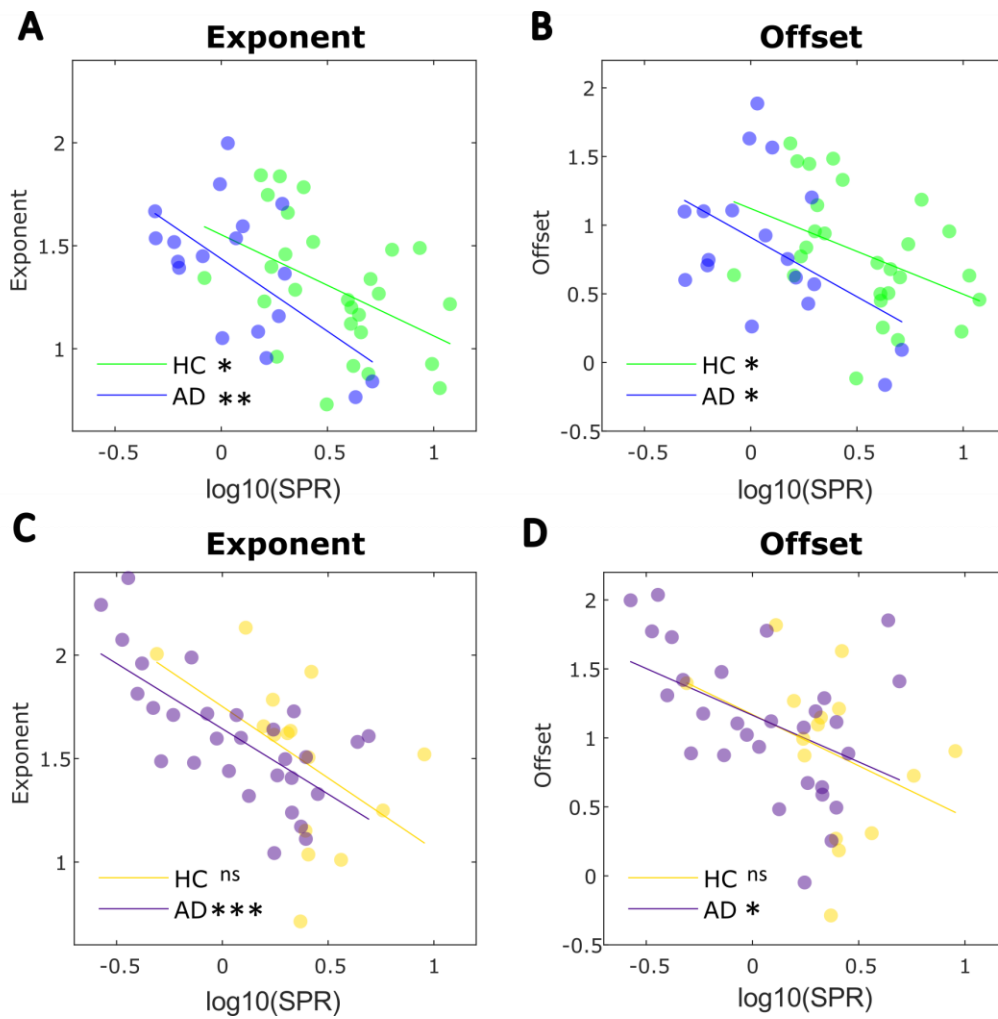 A
Exponent
Exponent
2
1.5
1
HC *
AD **
-0.5
0
0.5
1
log10(SPR)
B
Offset
Offset
2
1.5
1
0.5
0
-0.5
HC *
AD *
-0.5
0
0.5
1
log10(SPR)
C
Exponent
Exponent
2
1.5
1
HC ns
AD ***
-0.5
0
0.5
1
log10(SPR)
D
Offset
Offset
2
1.5
1
0.5
0
-0.5
HC ns
AD *
-0.5
0
0.5
1
log10(SPR)